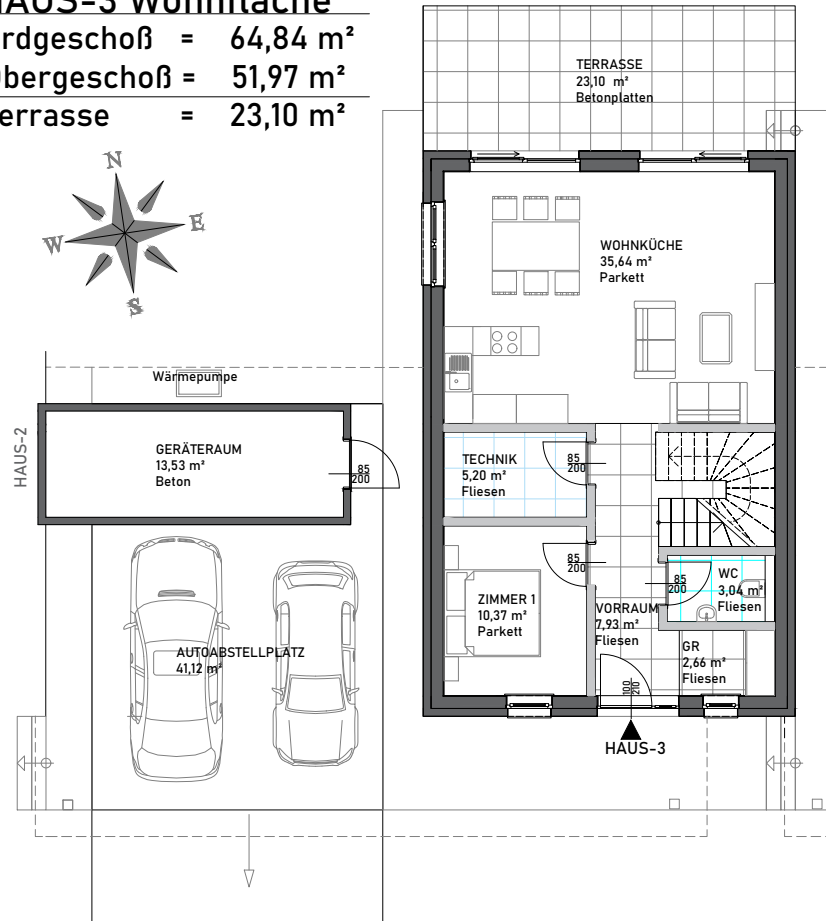 HAUS-3 Wohnfläche
rdgeschoß = 64,84 m²
bergeschoß = 51,97 m²
errasse = 23,10 m²
TERRASSE
23,10 m²
Betonplatten
N
W
E
S
WOHNKÜCHE
35,64 m²
Parkett
Wärmepumpe
HAUS-2
GERÄTERAUM
13,53 m²
Beton
85
200
TECHNIK
5,20 m²
Fliesen
85
200
85
200
ZIMMER 1
10,37 m²
Parkett
VORRAUM
7,93 m²
Fliesen
85
200
WC
3,04 m²
Fliesen
GR
2,66 m²
Fliesen
AUTOABSTELLPLATZ
41,12 m²
100
210
HAUS-3